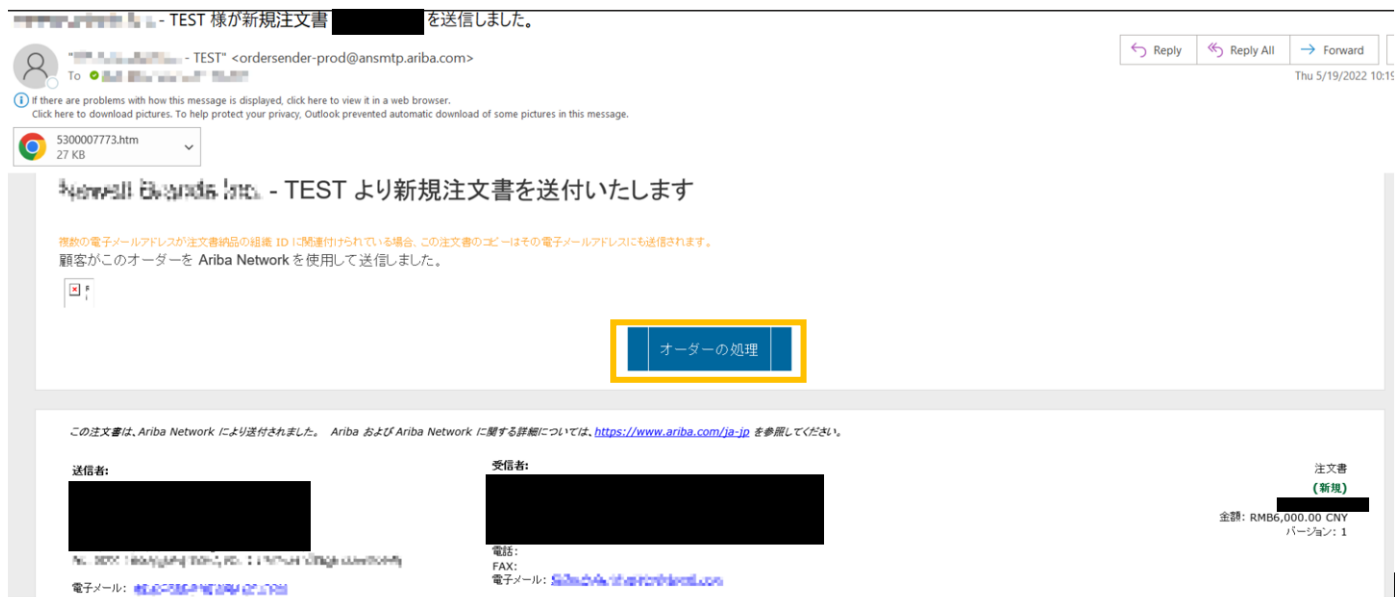 - TEST 様が新規注文書
を送信しました。
- TEST" <ordersender-prod@ansmtp.ariba.com>
To
Reply
Reply All
Forward
Thu 5/19/2022 10:19
If there are problems with how this message is displayed, click here to view it in a web browser.
Click here to download pictures. To help protect your privacy, Outlook prevented automatic download of some pictures in this message.
5300007773.htm
27 KB
- TEST より新規注文書を送付いたします
複数の電子メールアドレスが注文書納品の組織 ID に関連付けられている場合、この注文書のコピーはその電子メールアドレスにも送信されます。
顧客がこのオーダーを Ariba Network を使用して送信しました。
オーダーの処理
この注文書は、Ariba Network により送付されました。 Ariba および Ariba Network に関する詳細については、https://www.ariba.com/ja-jp を参照してください。
送信者:
受信者:
注文書
(新規)
金額: RMB6,000.00 CNY
バージョン: 1
電話:
FAX:
電子メール:
電子メール: